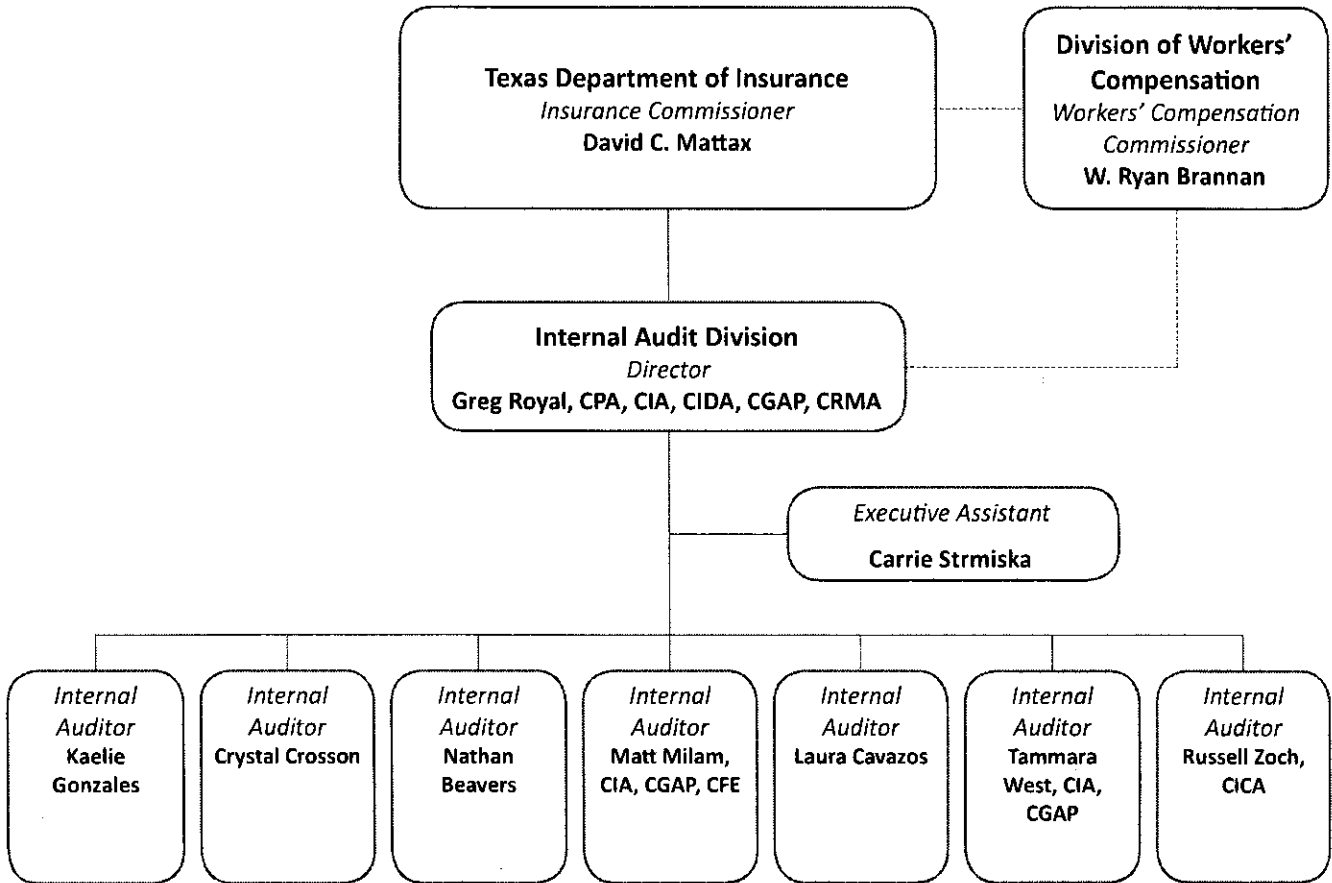 Texas Department of Insurance
Insurance Commissioner
David C. Mattax
Division of Workers’
Compensation
Workers’ Compensation
Commissioner
W. Ryan Brannan
Internal Audit Division
Director
Greg Royal, CPA, CIA, CIDA, CGAP, CRMA
Executive Assistant
Carrie Strmiska
Internal
Auditor
Kaelie
Gonzales
Internal
Auditor
Crystal Crosson
Internal
Auditor
Nathan
Beavers
Internal
Auditor
Matt Milam,
CIA, CGAP, CFE
Internal
Auditor
Laura Cavazos
Internal
Auditor
Tammara
West, CIA,
CGAP
Internal
Auditor
Russell Zoch,
CICA